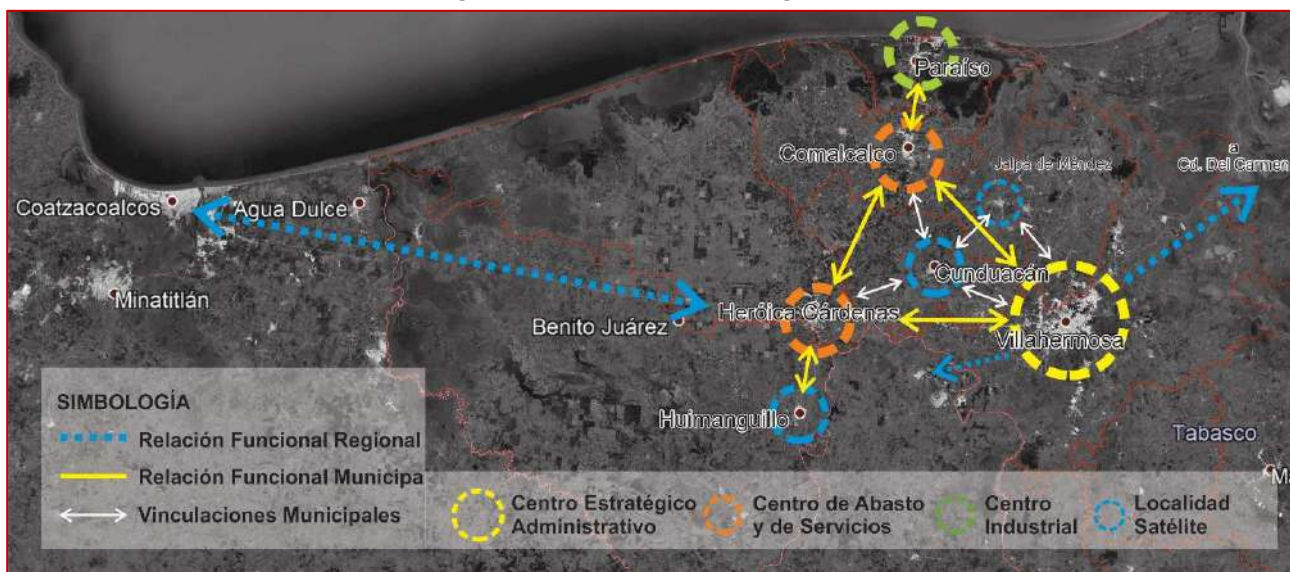 Paraíso
Comalcalco
Jalpa de Méndez
a
Cd. Del Carmen
Coatzacoalcos
Agua Dulce
Cunduacán
Minatitlán
Benito Juárez
Heróica Cárdenas
Villahermosa
Huimanguillo
Tabasco
Ma
SIMBOLOGÍA
Relación Funcional Regional
Relación Funcional Municipa
Vinculaciones Municipales
Centro Estratégico
Administrativo
Centro de Abasto
y de Servicios
Centro
Industrial
Localidad
Satélite